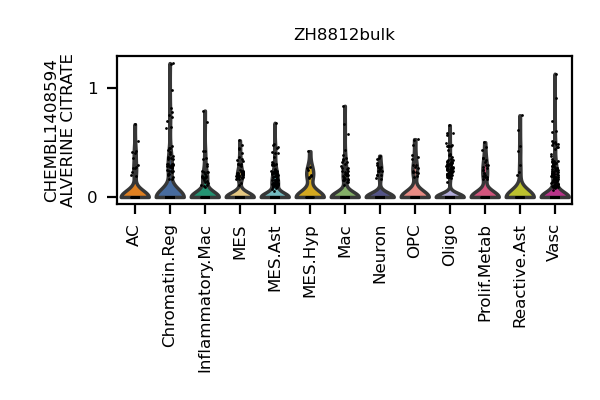 ZH8812bulk
CHEMBL1408594
ALVERINE CITRATE
1
0
AC
Chromatin.Reg
Inflammatory.Mac
MES
MES.Ast
MES.Hyp
Mac
Neuron
OPC
Oligo
Prolif.Metab
Reactive.Ast
Vasc